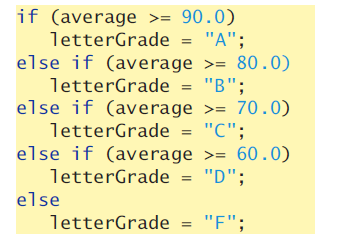 if (average >= 90.0)
   letterGrade = "A";
else if (average >= 80.0)
   letterGrade = "B";
else if (average >= 70.0)
   letterGrade = "C";
else if (average >= 60.0)
   letterGrade = "D";
else
   letterGrade = "F";